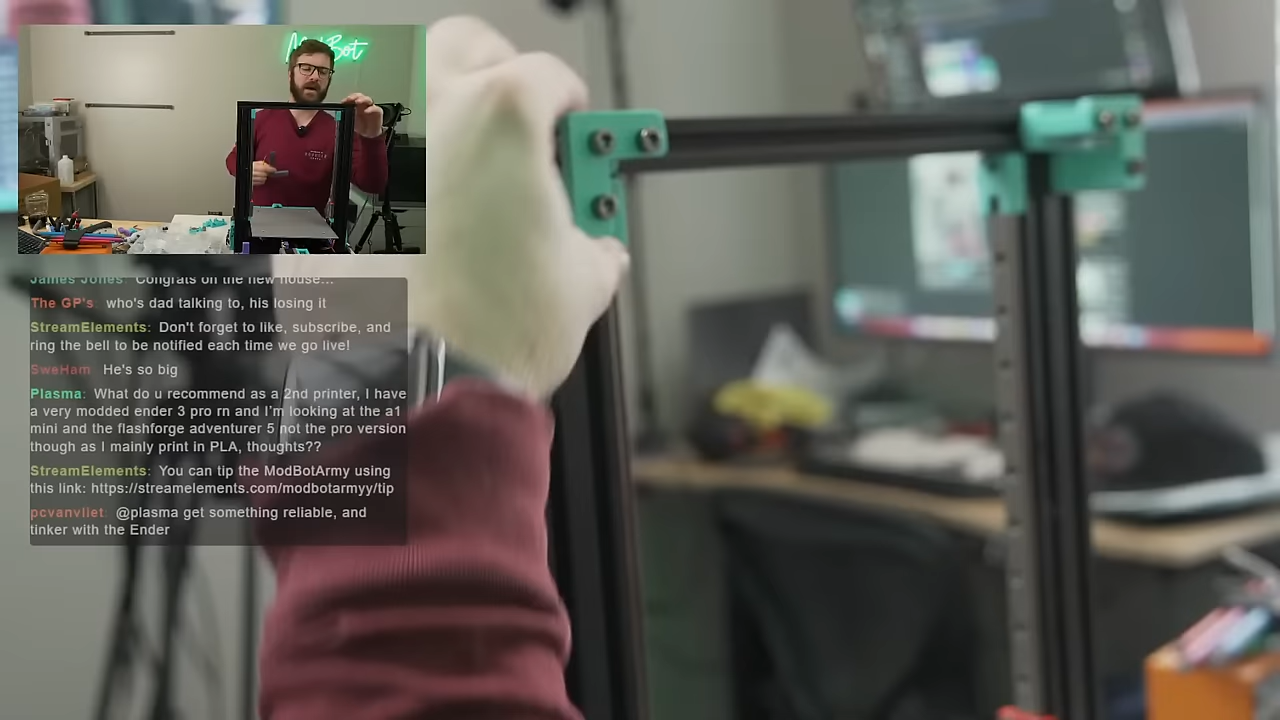 ModBot
James Jones: Congrats on the new house...
The GP's: who's dad talking to, his losing it
StreamElements: Don't forget to like, subscribe, and
ring the bell to be notified each time we go live!
SweHam: He's so big
Plasma: What do u recommend as a 2nd printer, I have
a very modded ender 3 pro rn and I'm looking at the a1
mini and the flashforge adventurer 5 not the pro version
though as I mainly print in PLA, thoughts??
StreamElements: You can tip the ModBotArmy using
this link: https://streamelements.com/modbotarmyy/tip
pcvanvliet: @plasma get something reliable, and
tinker with the Ender